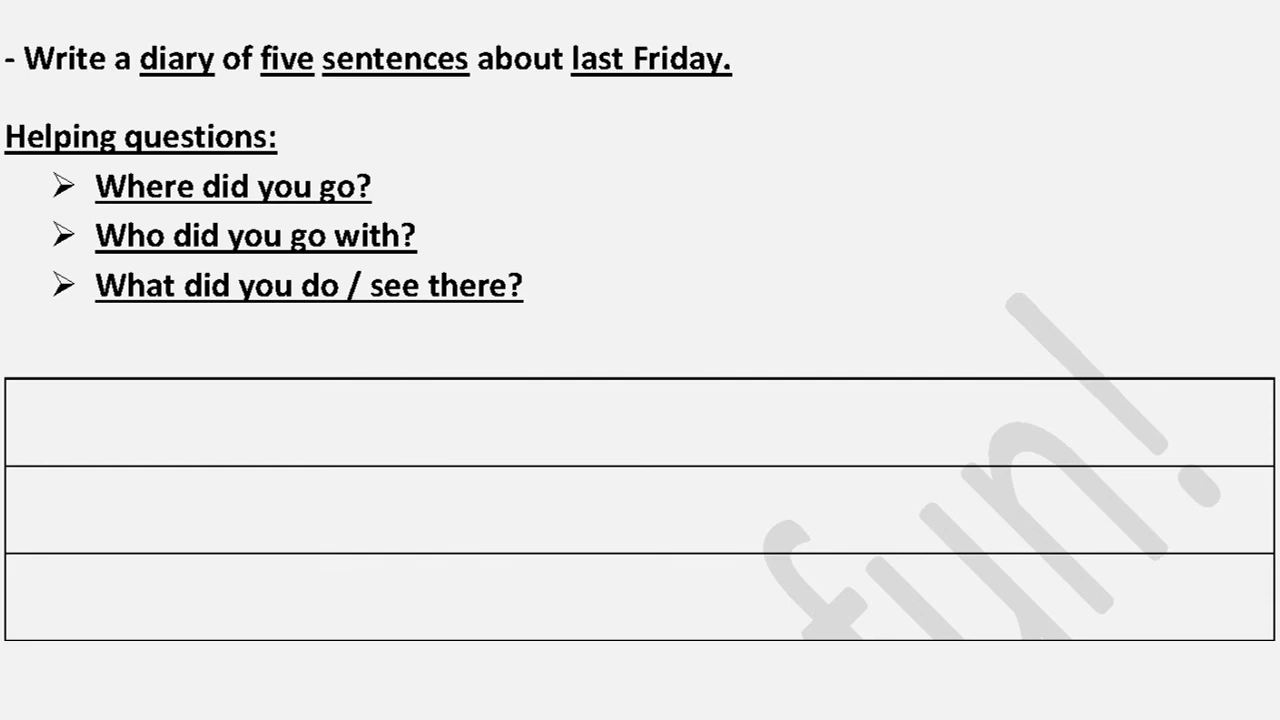 - Write a diary of five sentences about last Friday.
Helping questions:
➢ Where did you go?
➢ Who did you go with?
➢ What did you do / see there?
fun!